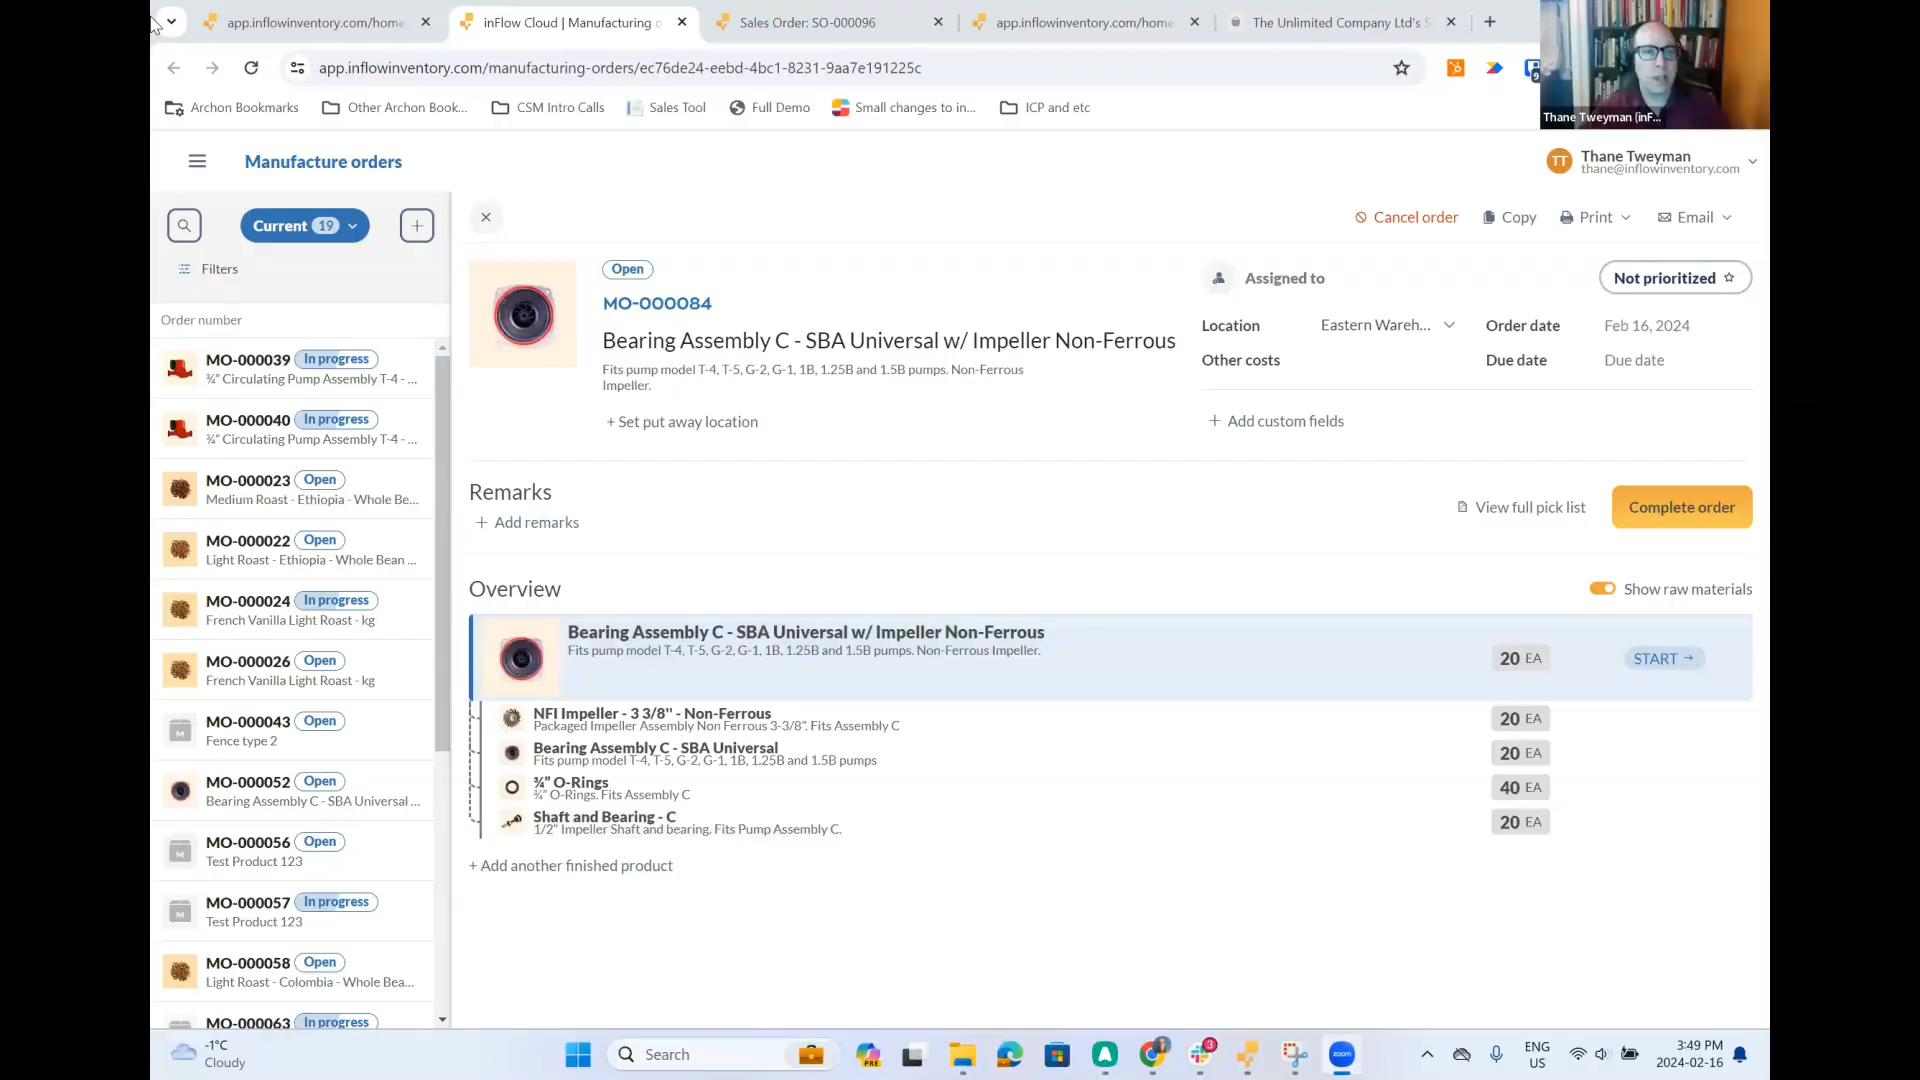 app.inflowinventory.com/home
inFlow Cloud | Manufacturing o
Sales Order: SO-000096
app.inflowinventory.com/home
The Unlimited Company Ltd's S
app.inflowinventory.com/manufacturing-orders/ec76de24-eebd-4bc1-8231-9aa7e191225c
9
Archon Bookmarks
Other Archon Book...
CSM Intro Calls
Sales Tool
Full Demo
Small changes to in...
ICP and etc
Thane Tweyman (inF...
Manufacture orders
TT
Thane Tweyman
thane@inflowinventory.com
Current 19
Filters
Order number
MO-000039 In progress
¾" Circulating Pump Assembly T-4 - ...
MO-000040 In progress
¾" Circulating Pump Assembly T-4 - ...
MO-000023 Open
Medium Roast - Ethiopia - Whole Be...
MO-000022 Open
Light Roast - Ethiopia - Whole Bean ...
MO-000024 In progress
French Vanilla Light Roast - kg
MO-000026 Open
French Vanilla Light Roast - kg
M
MO-000043 Open
Fence type 2
MO-000052 Open
Bearing Assembly C - SBA Universal ...
M
MO-000056 Open
Test Product 123
M
MO-000057 In progress
Test Product 123
MO-000058 Open
Light Roast - Colombia - Whole Bea...
MO-000063 In progress
Cancel order
Copy
Print
Email
Open
MO-000084
Bearing Assembly C - SBA Universal w/ Impeller Non-Ferrous
Fits pump model T-4, T-5, G-2, G-1, 1B, 1.25B and 1.5B pumps. Non-Ferrous
Impeller.
+ Set put away location
Assigned to
Not prioritized
Location Eastern Wareh...
Order date Feb 16, 2024
Other costs
Due date Due date
+ Add custom fields
Remarks
+ Add remarks
View full pick list
Complete order
Overview
Show raw materials
Bearing Assembly C - SBA Universal w/ Impeller Non-Ferrous
Fits pump model T-4, T-5, G-2, G-1, 1B, 1.25B and 1.5B pumps. Non-Ferrous Impeller.
20 EA
START →
NFI Impeller - 3 3/8" - Non-Ferrous
Packaged Impeller Assembly Non Ferrous 3-3/8". Fits Assembly C
20 EA
Bearing Assembly C - SBA Universal
Fits pump model T-4, T-5, G-2, G-1, 1B, 1.25B and 1.5B pumps
20 EA
¾" O-Rings
¾" O-Rings. Fits Assembly C
40 EA
Shaft and Bearing - C
1/2" Impeller Shaft and bearing. Fits Pump Assembly C.
20 EA
+ Add another finished product
-1°C
Cloudy
Search
PRE
3
zoom
ENG
US
3:49 PM
2024-02-16